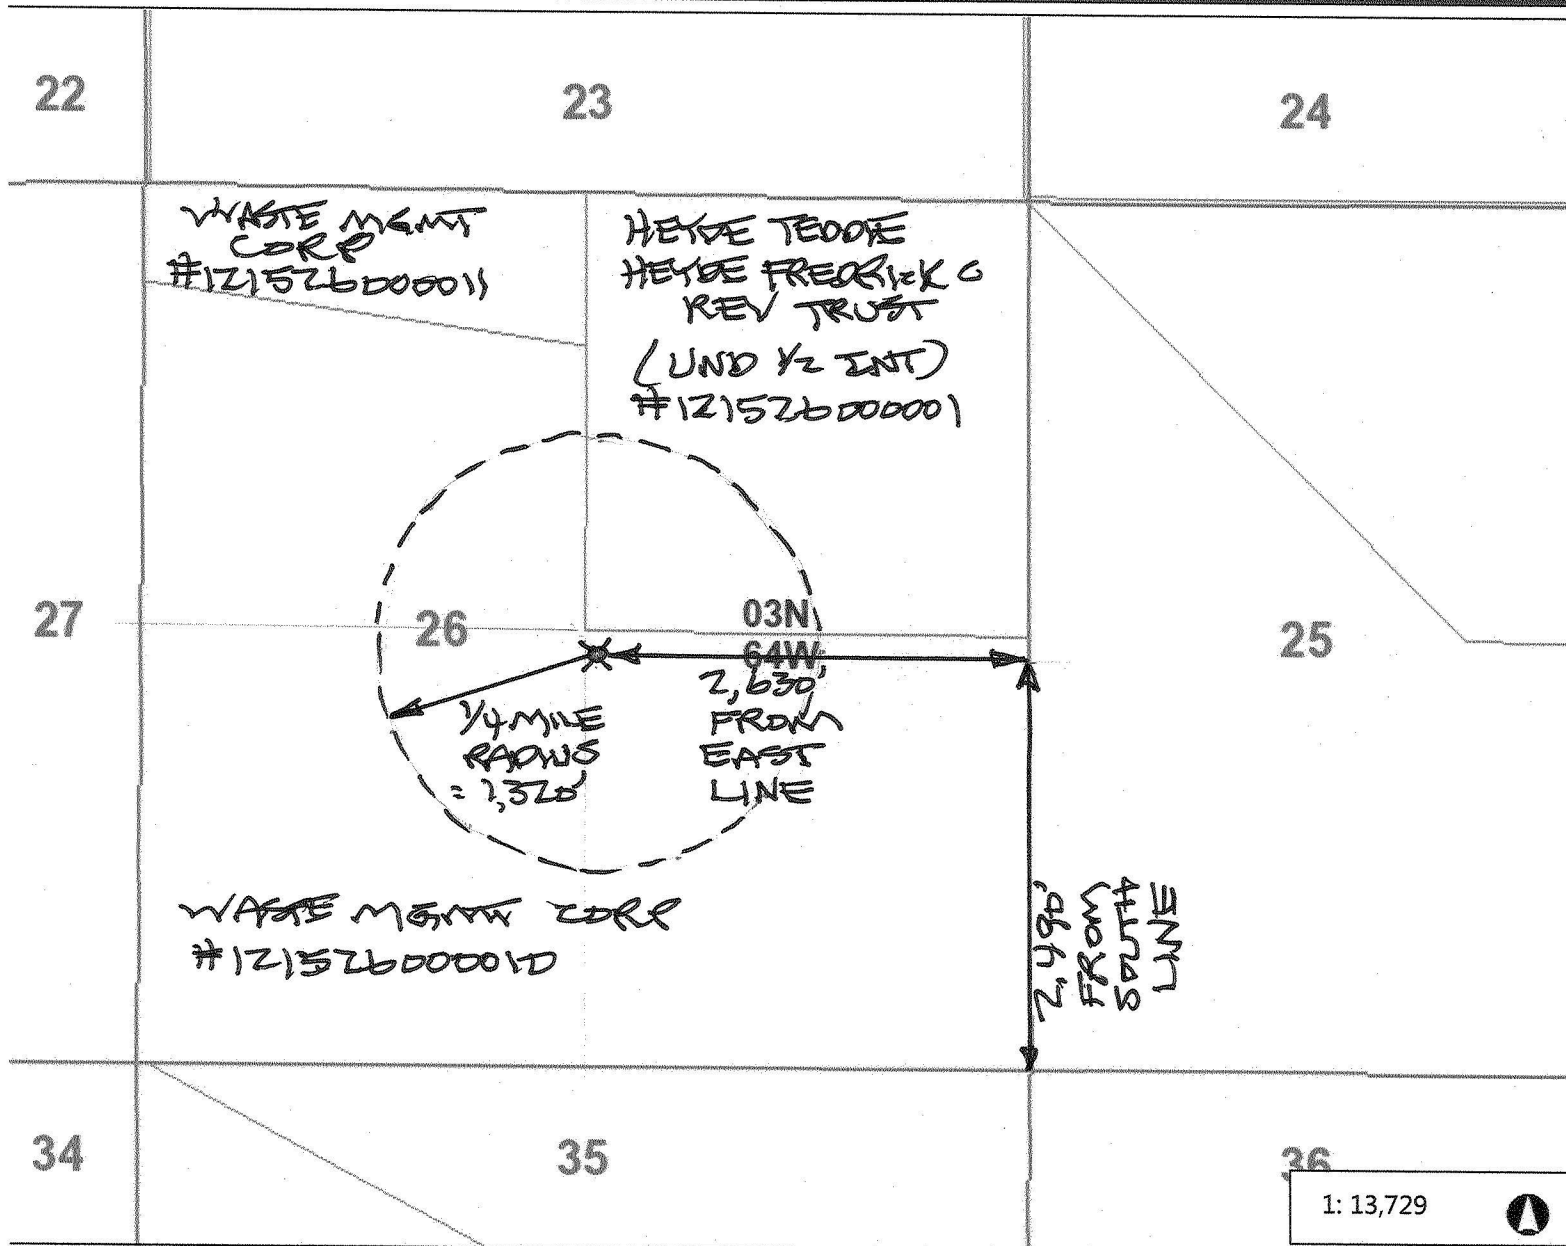 22
23
24
WASTE MGMT
CORP
#121526000011
HEYDE TEDDIE
HEYDE FREDRICK C
REV TRUST
(UND 1/2 INT)
#121526000001
27
26
03N
64W
25
2,630'
FROM
EAST
LINE
1/4 MILE
RADIUS
= 1,320'
WASTE MGMT CORP
#121526000010
2,490'
FROM
SOUTH
LINE
34
35
36
1: 13,729